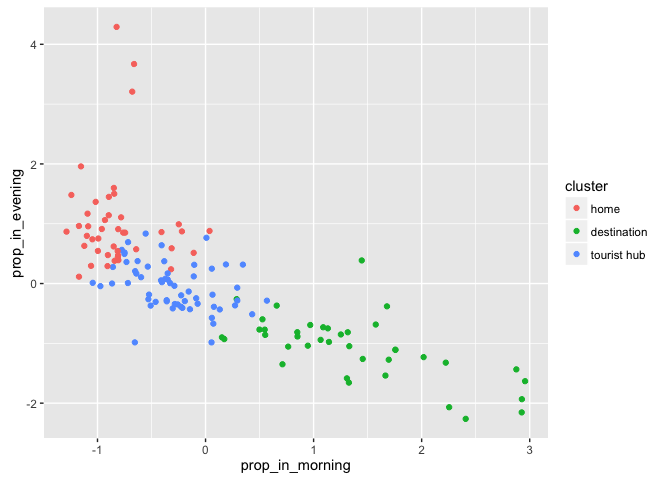 4
2
0
-2
prop_in_evening
-1
0
1
2
3
prop_in_morning
cluster
home
destination
tourist hub